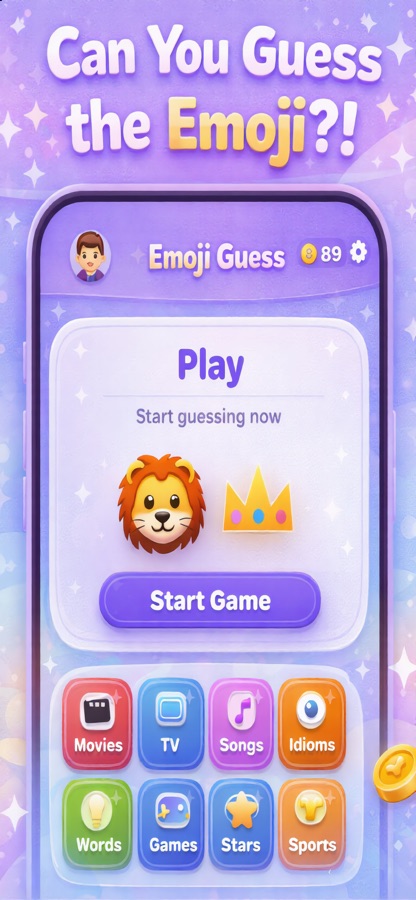 Can You Guess
the Emoji?!
Emoji Guess
89
Play
Start guessing now
Start Game
Movies
TV
Songs
Idioms
Words
Games
Stars
Sports